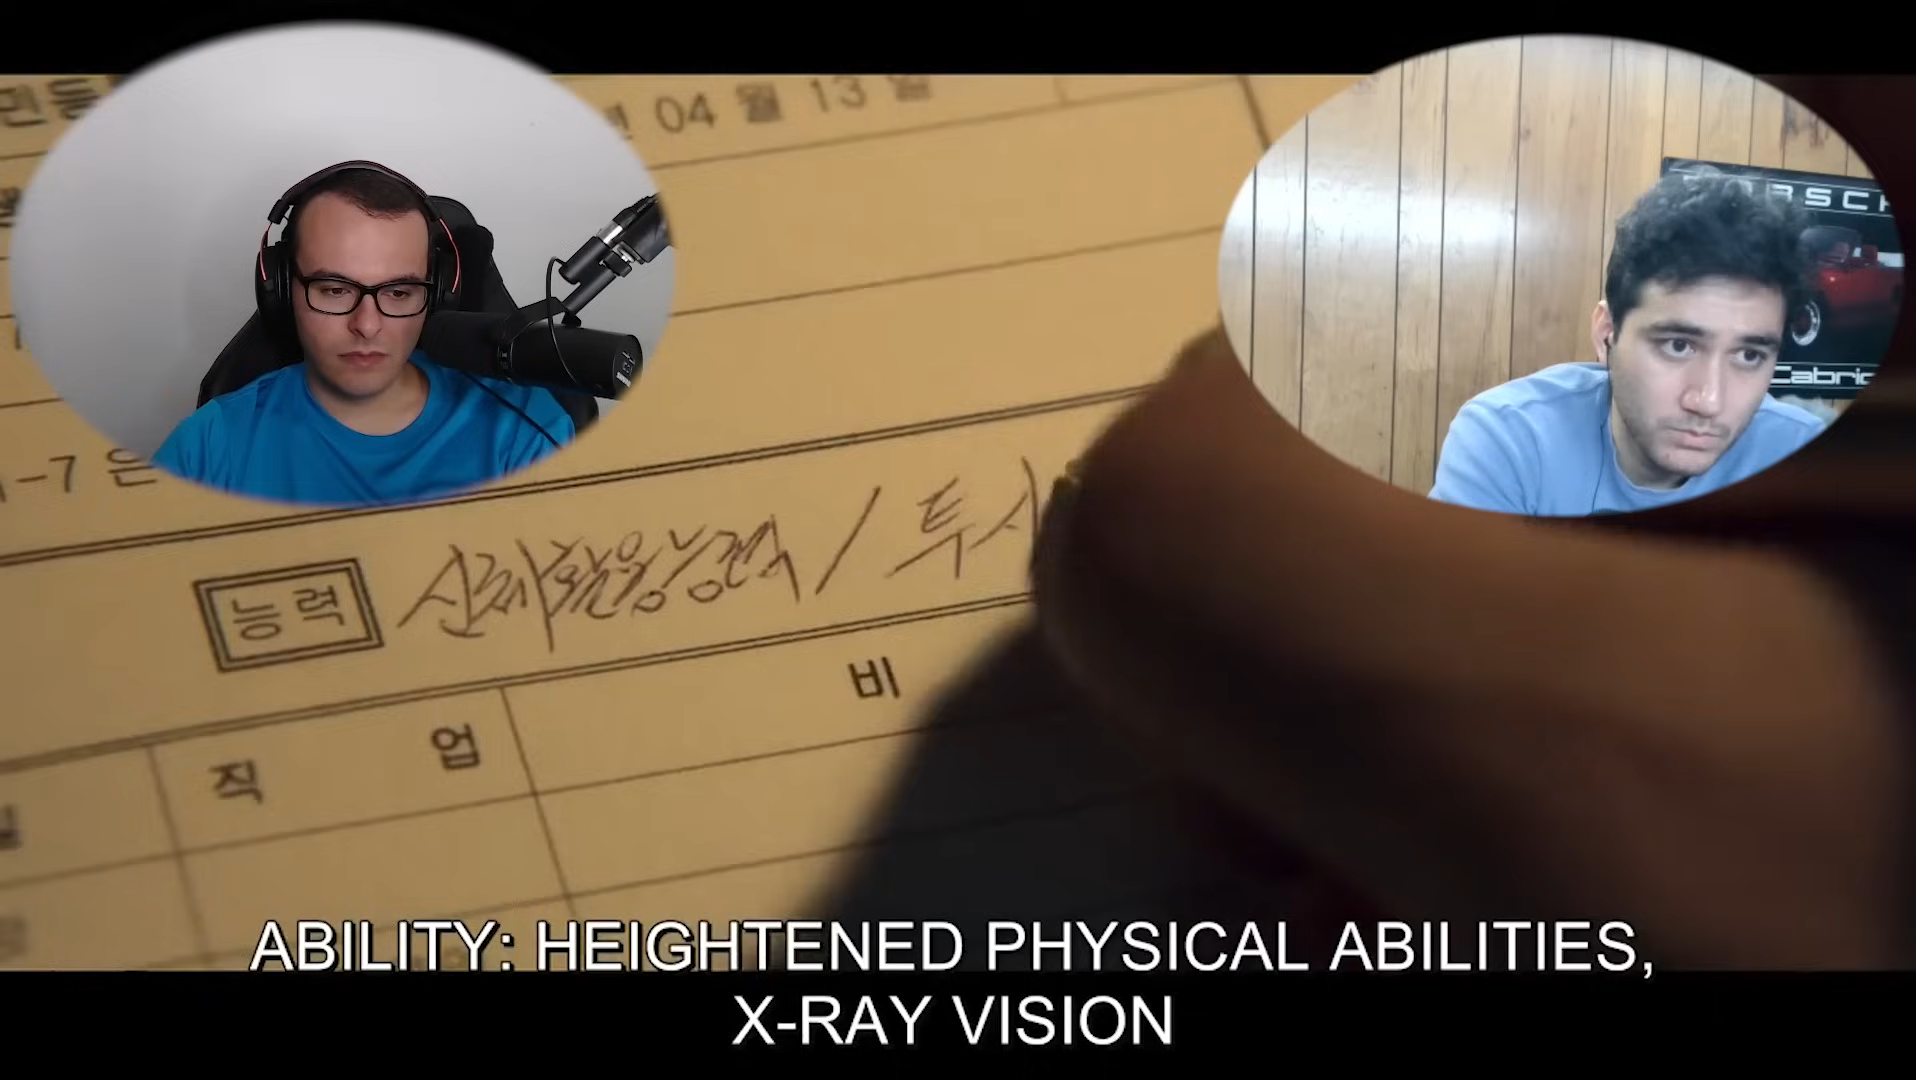 04 월 13 일
RSCH
Cabrio
-7 은
능력 신체활용능력 / 투시
비
직 업
ABILITY: HEIGHTENED PHYSICAL ABILITIES,
X-RAY VISION